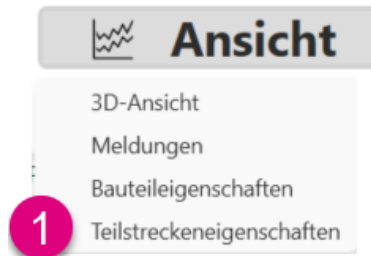 Ansicht
3D-Ansicht
Meldungen
Bauteileigenschaften
1 Teilstreckeneigenschaften